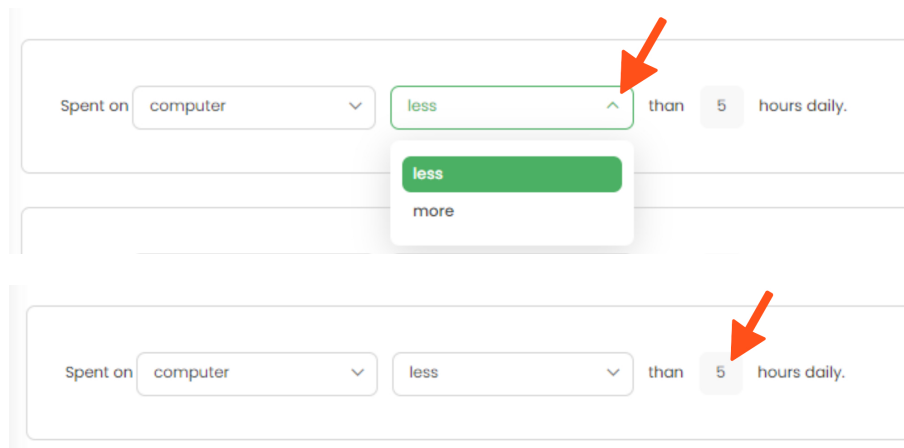 Spent on computer less than 5 hours daily.
less
more
Spent on computer less than 5 hours daily.